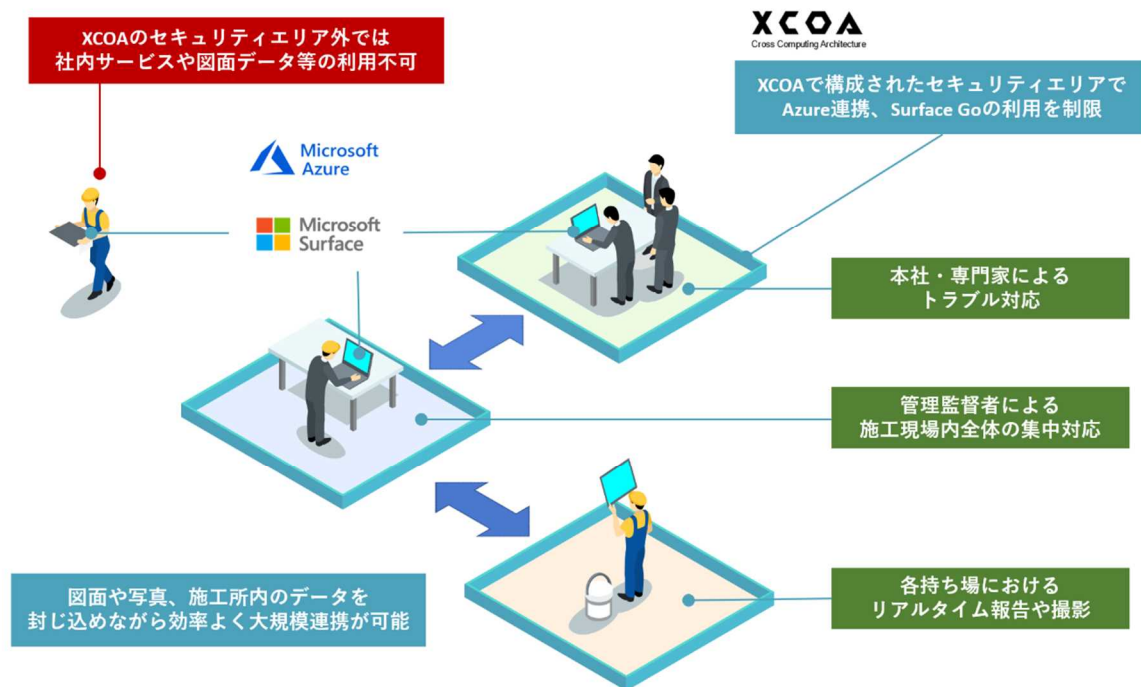 XCOAのセキュリティエリア外では
社内サービスや図面データ等の利用不可
XCOA
Cross Computing Architecture
XCOAで構成されたセキュリティエリアで
Azure連携、Surface Goの利用を制限
Microsoft
Azure
Microsoft
Surface
本社・専門家による
トラブル対応
管理監督者による
施工現場内全体の集中対応
図面や写真、施工所内のデータを
封じ込めながら効率よく大規模連携が可能
各持ち場における
リアルタイム報告や撮影